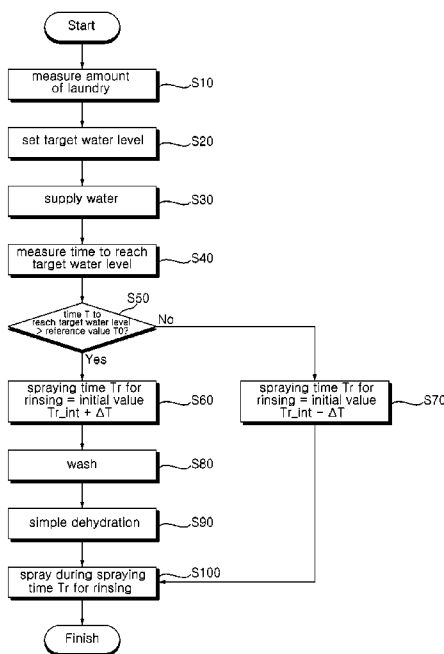 Start
measure amount
of laundry
S10
set target water level
S20
supply water
S30
measure time to reach
target water level
S40
S50
time T to
reach target water level
> reference value T0?
No
Yes
spraying time Tr for
rinsing = initial value
Tr_int + ΔT
S60
spraying time Tr for
rinsing = initial value
Tr_int − ΔT
S70
wash
S80
simple dehydration
S90
spray during spraying
time Tr for rinsing
S100
Finish